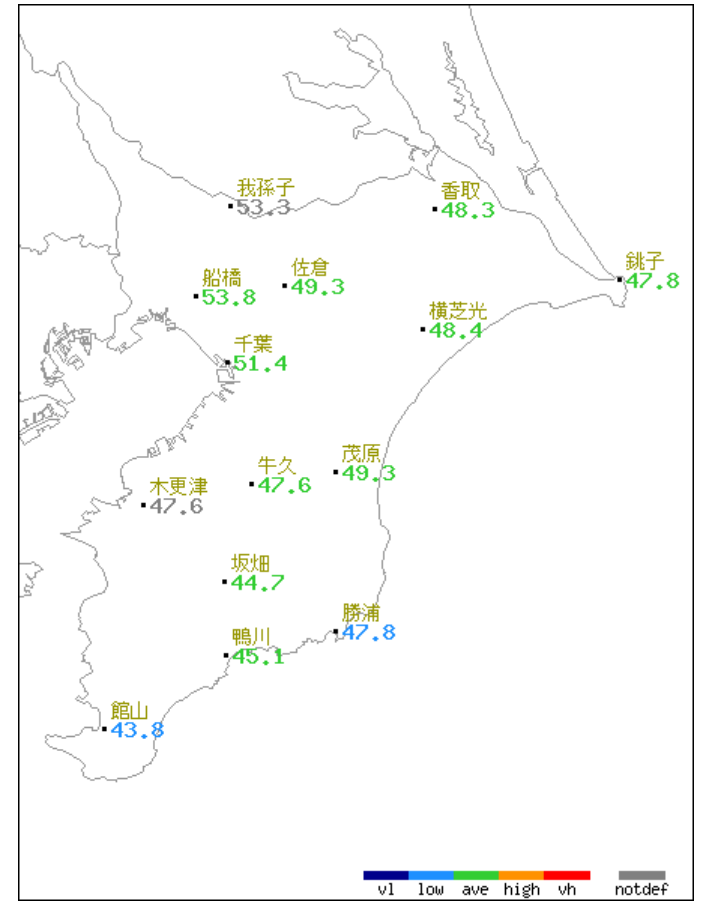 我孫子
53.3
香取
48.3
船橋
53.8
佐倉
49.3
銚子
47.8
横芝光
48.4
千葉
51.4
茂原
49.3
牛久
47.6
木更津
47.6
坂畑
44.7
勝浦
47.8
鴨川
45.1
館山
43.8
vl low ave high vh notdef